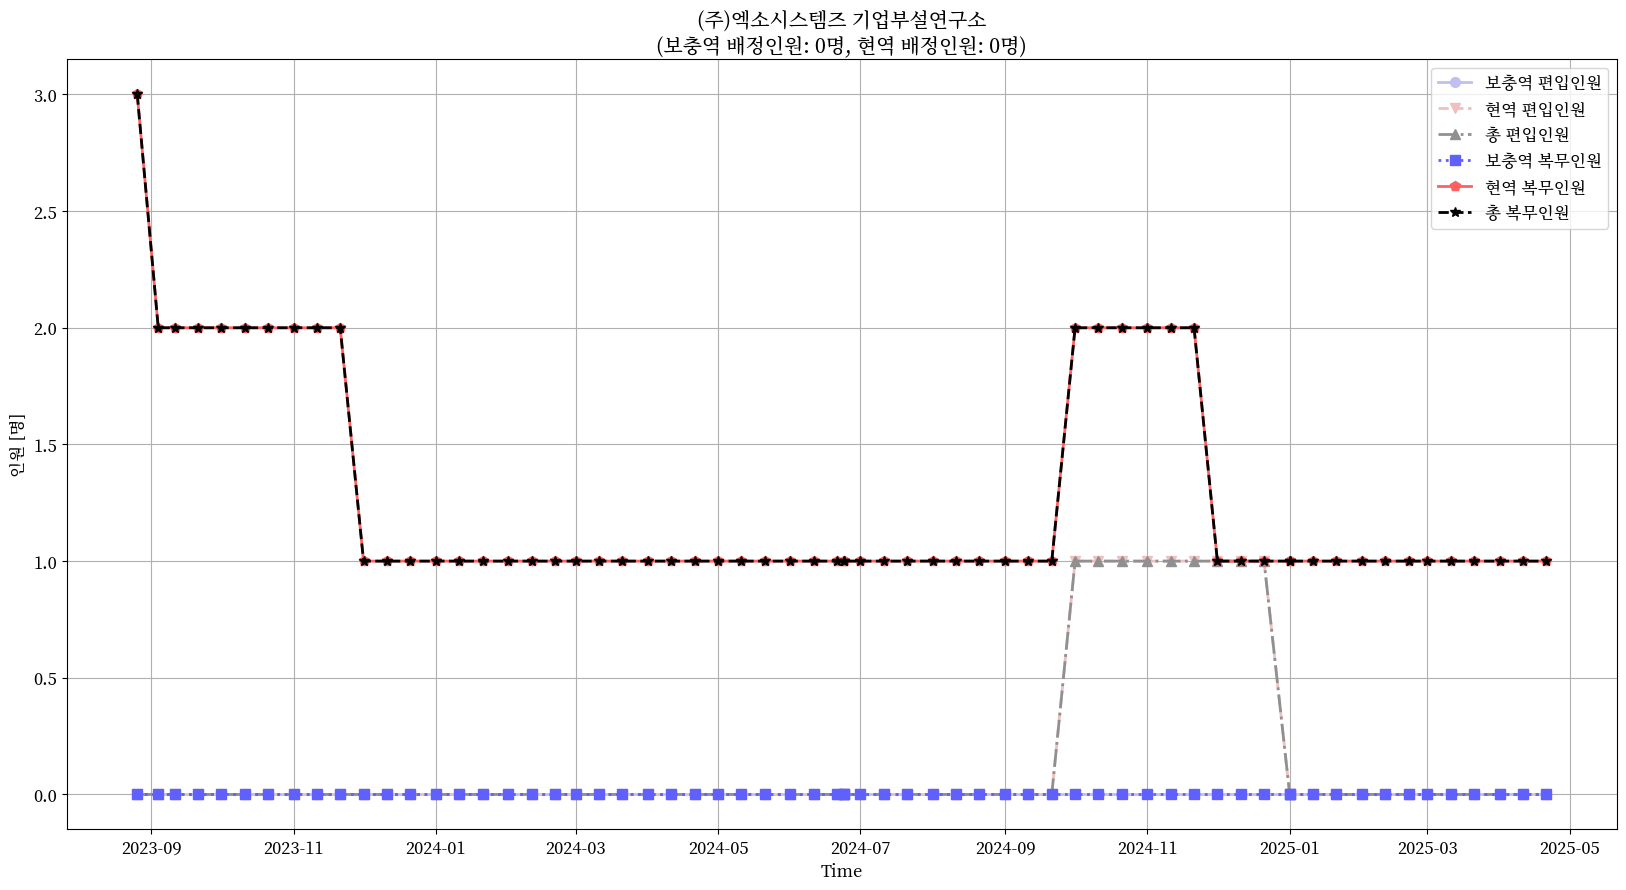 (주)엑소시스템즈 기업부설연구소
(보충역 배정인원: 0명, 현역 배정인원: 0명)
보충역 편입인원
현역 편입인원
총 편입인원
보충역 복무인원
현역 복무인원
총 복무인원
인원 [명]
3.0
2.5
2.0
1.5
1.0
0.5
0.0
2023-09 2023-11 2024-01 2024-03 2024-05 2024-07 2024-09 2024-11 2025-01 2025-03 2025-05
Time